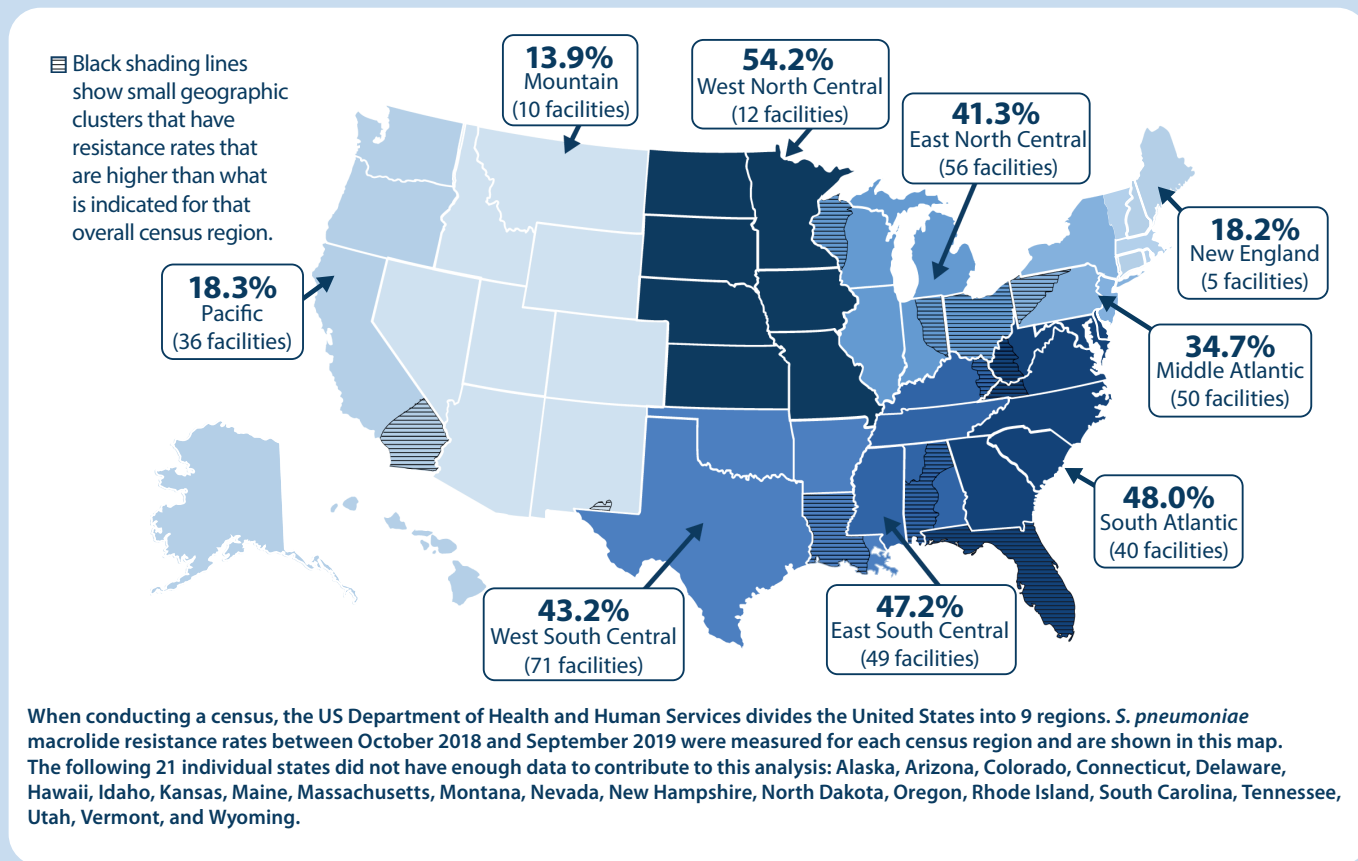 Black shading lines
show small geographic
clusters that have
resistance rates that
are higher than what
is indicated for that
overall census region.
13.9%
Mountain
(10 facilities)
54.2%
West North Central
(12 facilities)
41.3%
East North Central
(56 facilities)
18.2%
New England
(5 facilities)
18.3%
Pacific
(36 facilities)
34.7%
Middle Atlantic
(50 facilities)
48.0%
South Atlantic
(40 facilities)
43.2%
West South Central
(71 facilities)
47.2%
East South Central
(49 facilities)
When conducting a census, the US Department of Health and Human Services divides the United States into 9 regions. S. pneumoniae
macrolide resistance rates between October 2018 and September 2019 were measured for each census region and are shown in this map.
The following 21 individual states did not have enough data to contribute to this analysis: Alaska, Arizona, Colorado, Connecticut, Delaware,
Hawaii, Idaho, Kansas, Maine, Massachusetts, Montana, Nevada, New Hampshire, North Dakota, Oregon, Rhode Island, South Carolina, Tennessee,
Utah, Vermont, and Wyoming.